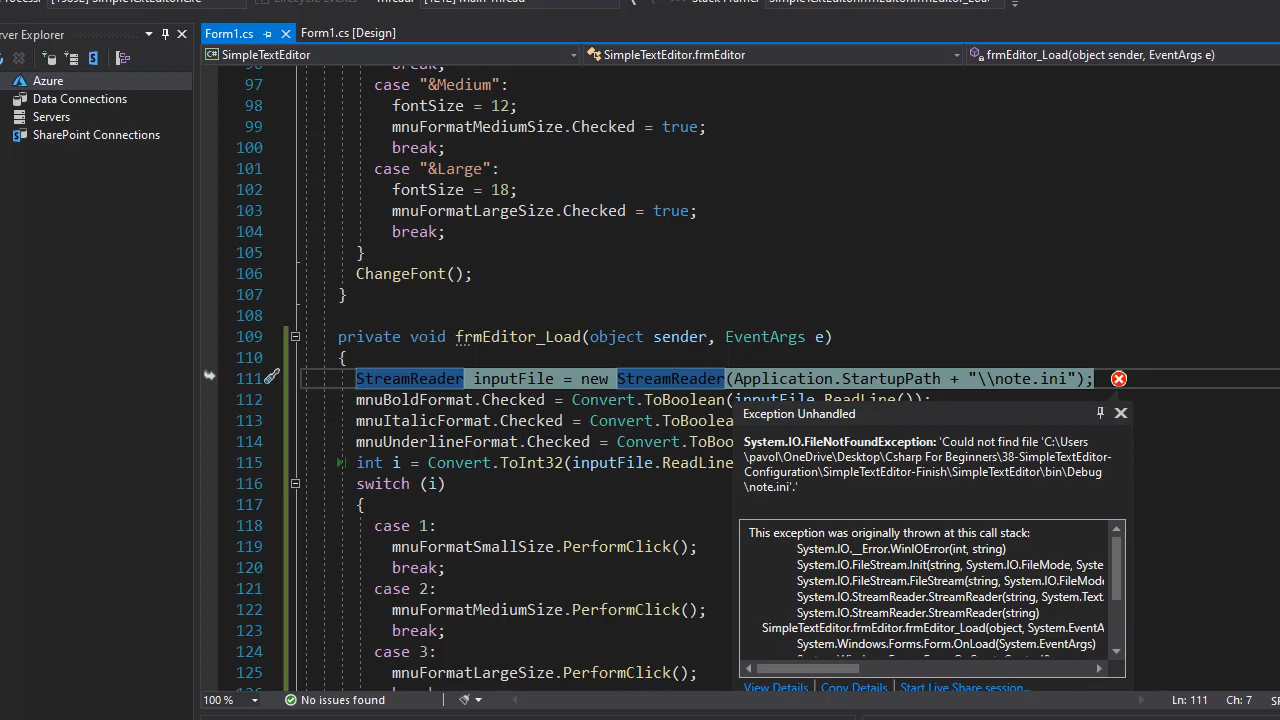 Form1.cs
Form1.cs [Design]
SimpleTextEditor
SimpleTextEditor.frmEditor
frmEditor_Load(object sender, EventArgs e)
Azure
Data Connections
Servers
SharePoint Connections
97 case "&Medium":
98 fontSize = 12;
99 mnuFormatMediumSize.Checked = true;
100 break;
101 case "&Large":
102 fontSize = 18;
103 mnuFormatLargeSize.Checked = true;
104 break;
105 }
106 ChangeFont();
107 }
108
109 private void frmEditor_Load(object sender, EventArgs e)
110 {
111 StreamReader inputFile = new StreamReader(Application.StartupPath + "\\note.ini");
112 mnuBoldFormat.Checked = Convert.ToBoolean(inputFile.ReadLine());
113 mnuItalicFormat.Checked = Convert.ToBoolea
114 mnuUnderlineFormat.Checked = Convert.ToBoo
115 int i = Convert.ToInt32(inputFile.ReadLine
116 switch (i)
117 {
118 case 1:
119 mnuFormatSmallSize.PerformClick();
120 break;
121 case 2:
122 mnuFormatMediumSize.PerformClick();
123 break;
124 case 3:
125 mnuFormatLargeSize.PerformClick();
Exception Unhandled
System.IO.FileNotFoundException: 'Could not find file 'C:\Users
\pavol\OneDrive\Desktop\Csharp For Beginners\38-SimpleTextEditor-
Configuration\SimpleTextEditor-Finish\SimpleTextEditor\bin\Debug
\note.ini'.'
This exception was originally thrown at this call stack:
System.IO.__Error.WinIOError(int, string)
System.IO.FileStream.Init(string, System.IO.FileMode, Syste
System.IO.FileStream.FileStream(string, System.IO.FileMode
System.IO.StreamReader.StreamReader(string, System.Text.
System.IO.StreamReader.StreamReader(string)
SimpleTextEditor.frmEditor.frmEditor_Load(object, System.EventA
System.Windows.Forms.Form.OnLoad(System.EventArgs)
View Details
Copy Details
Start Live Share session...
100 %
No issues found
Ln: 111
Ch: 7